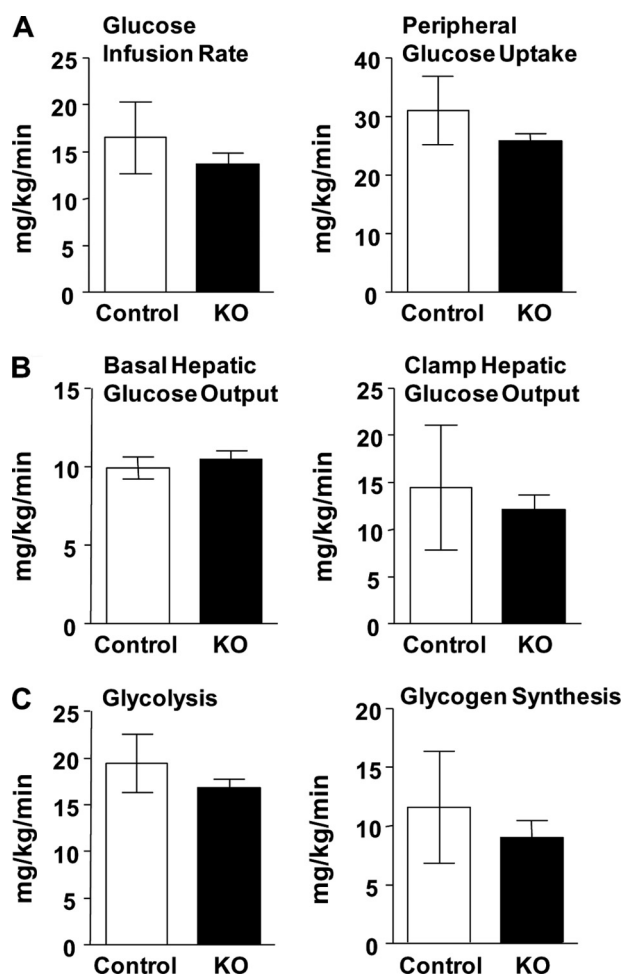 A
Glucose
Infusion Rate
mg/kg/min
25
20
15
10
5
0
Control KO
Peripheral
Glucose Uptake
mg/kg/min
40
30
20
10
0
Control KO
B
Basal Hepatic
Glucose Output
mg/kg/min
15
10
5
0
Control KO
Clamp Hepatic
Glucose Output
mg/kg/min
25
20
15
10
5
0
Control KO
C
Glycolysis
mg/kg/min
25
20
15
10
5
0
Control KO
Glycogen Synthesis
mg/kg/min
20
15
10
5
0
Control KO